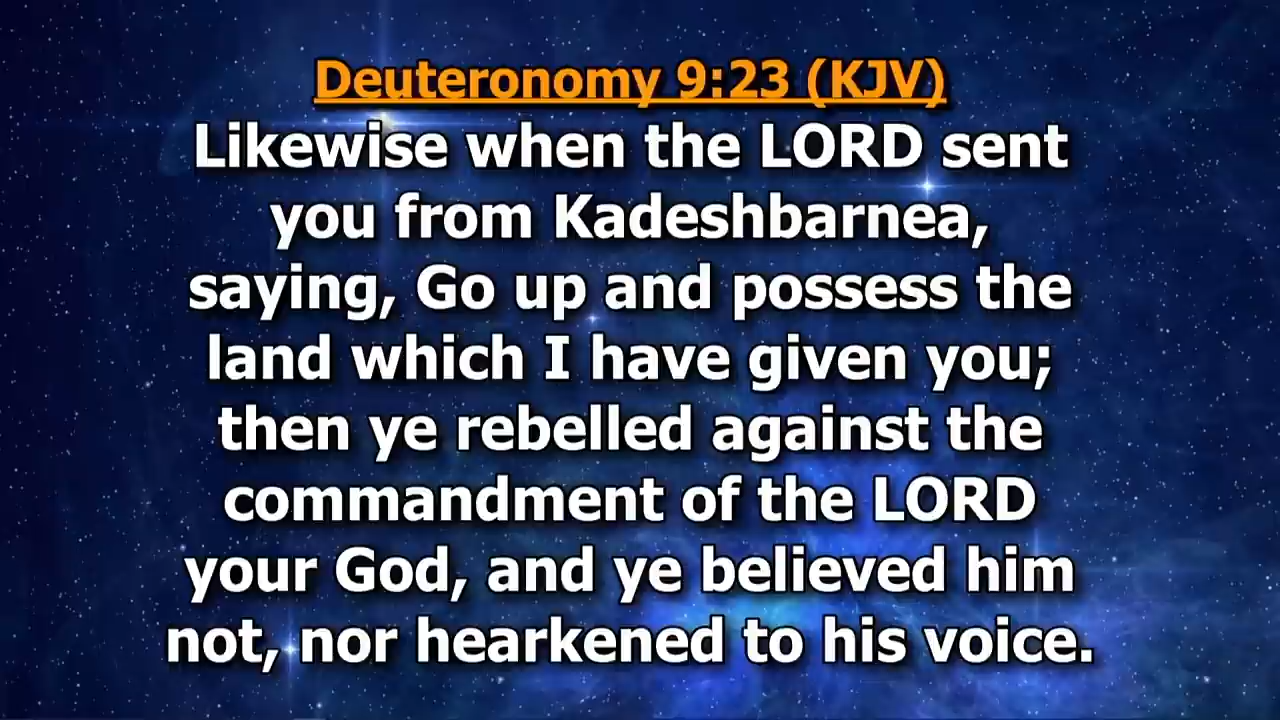 Deuteronomy 9:23 (KJV)
Likewise when the LORD sent
you from Kadeshbarnea,
saying, Go up and possess the
land which I have given you;
then ye rebelled against the
commandment of the LORD
your God, and ye believed him
not, nor hearkened to his voice.